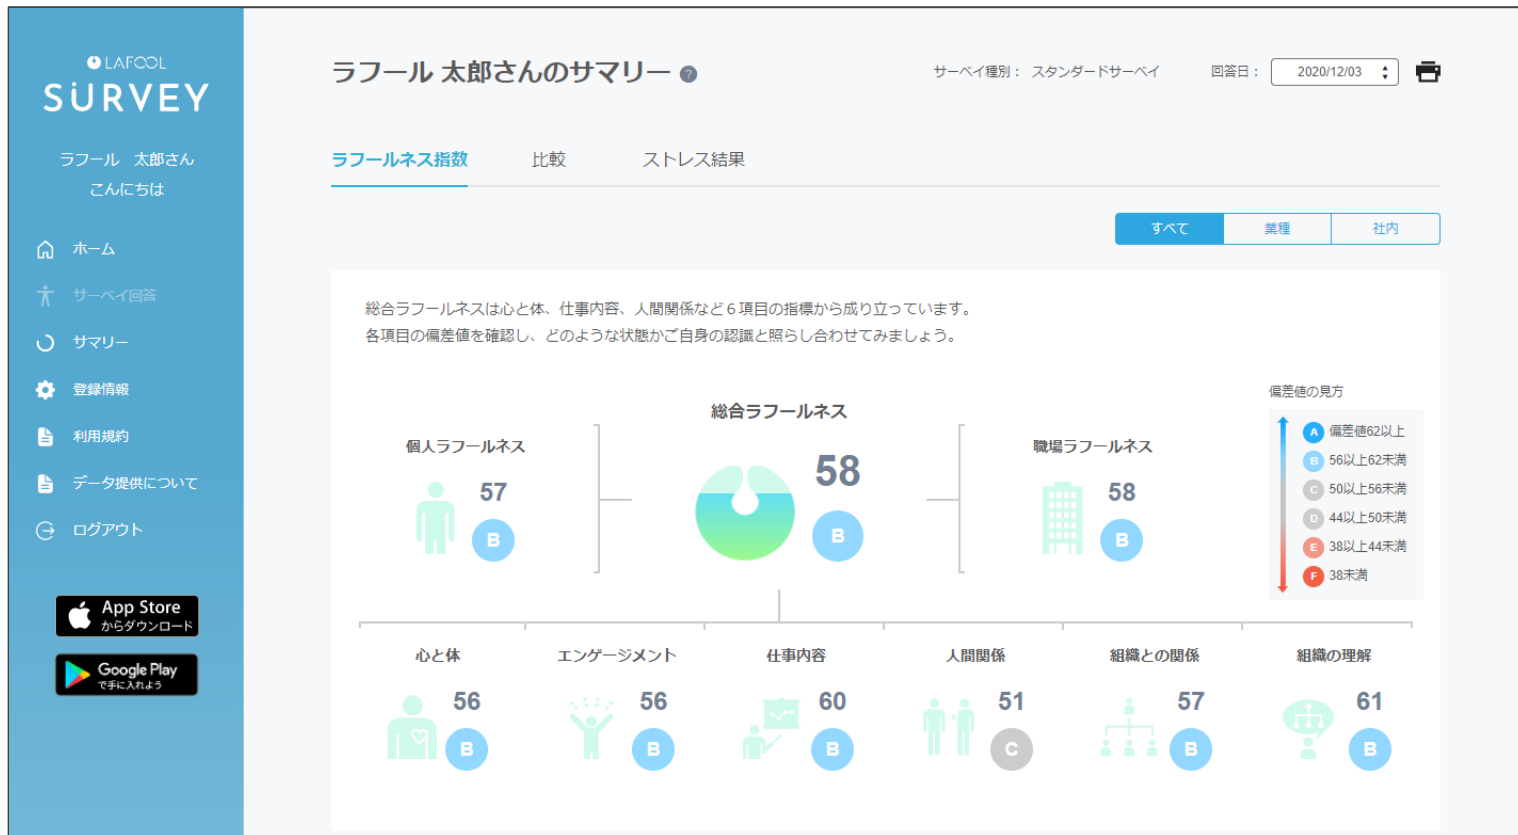 LAFOOL
SURVEY
ラフール 太郎さん
こんにちは
ホーム
サーベイ回答
サマリー
登録情報
利用規約
データ提供について
ログアウト
App Store
からダウンロード
Google Play
で手に入れよう
ラフール 太郎さんのサマリー ?
サーベイ種別： スタンダードサーベイ
回答日： 2020/12/03
ラフールネス指数
比較
ストレス結果
すべて
業種
社内
総合ラフールネスは心と体、仕事内容、人間関係など６項目の指標から成り立っています。
各項目の偏差値を確認し、どのような状態かご自身の認識と照らし合わせてみましょう。
個人ラフールネス
57
B
総合ラフールネス
58
B
職場ラフールネス
58
B
偏差値の見方
A 偏差値62以上
B 56以上62未満
C 50以上56未満
D 44以上50未満
E 38以上44未満
F 38未満
心と体
56
B
エンゲージメント
56
B
仕事内容
60
B
人間関係
51
C
組織との関係
57
B
組織の理解
61
B